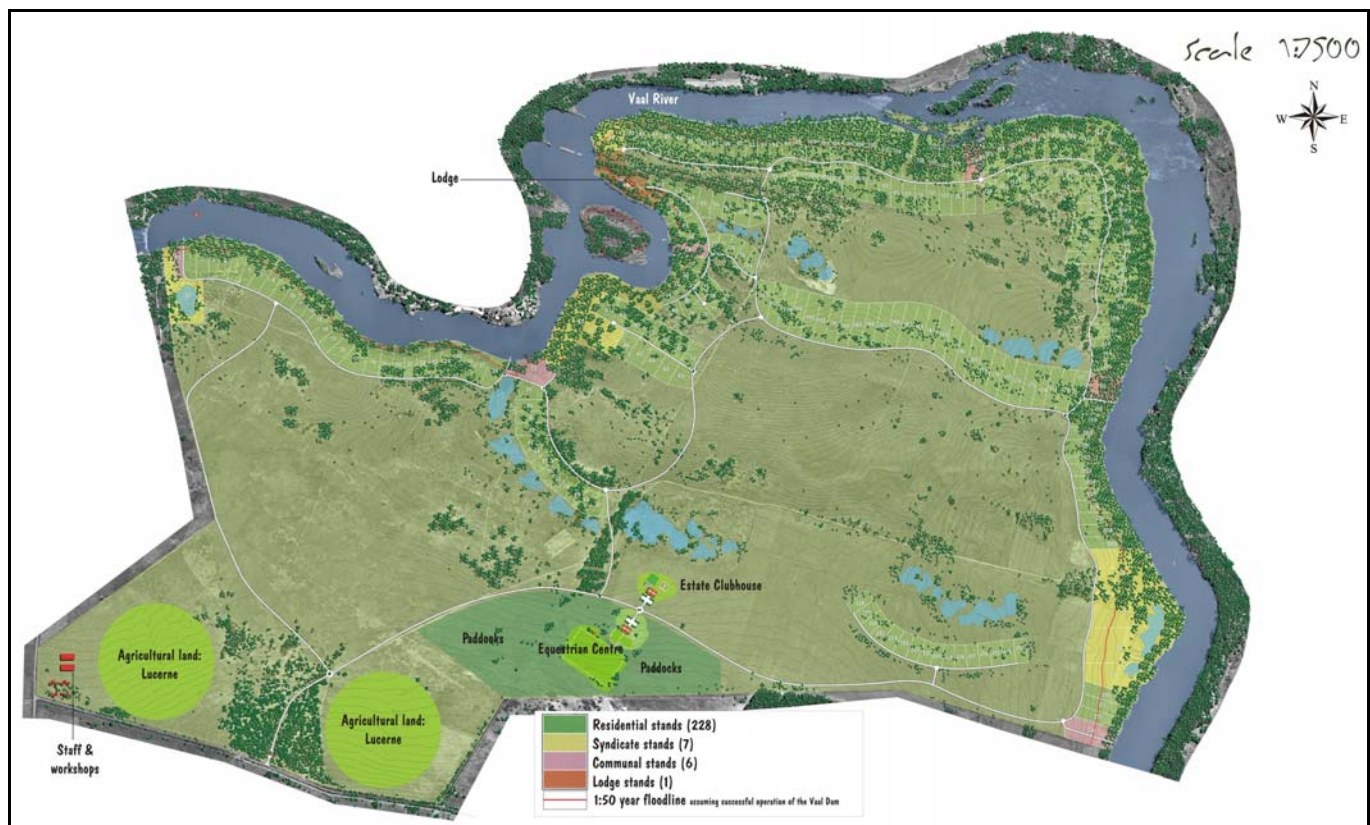 Scale 1:7500
N
W E
S
Vaal River
Lodge
Estate Clubhouse
Paddocks
Equestrian Centre
Paddocks
Agricultural land:
Lucerne
Agricultural land:
Lucerne
Staff &
workshops
Residential stands (228)
Syndicate stands (7)
Communal stands (6)
Lodge stands (1)
1:50 year floodline assuming successful operation of the Vaal Dam